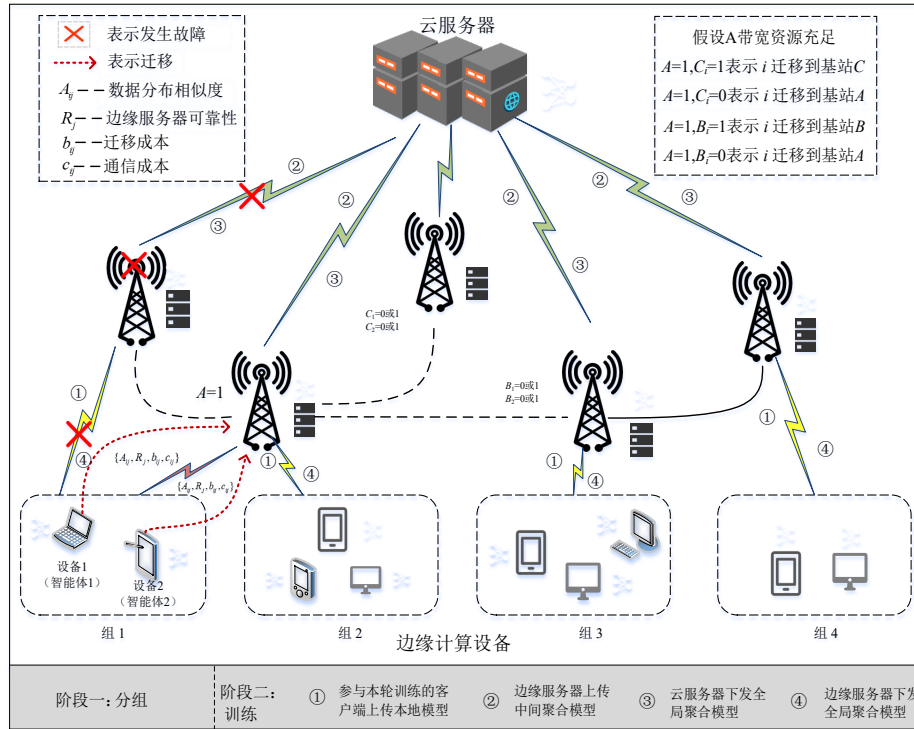 云服务器
表示发生故障
表示迁移
A_ij－－数据分布相似度
R_j－－边缘服务器可靠性
b_ij－－迁移成本
c_ij－－通信成本
假设A带宽资源充足
A=1,C_i=1表示 i 迁移到基站C
A=1,C_i=0表示 i 迁移到基站A
A=1,B_i=1表示 i 迁移到基站B
A=1,B_i=0表示 i 迁移到基站A
②
②
②
②
③
③
③
③
C_1=0或1
C_2=0或1
A=1
B_1=0或1
B_2=0或1
①
④
{A_ij, R_j, b_ij, c_ij}
{A_ij, R_j, b_ij, c_ij}
①
④
①
④
①
④
设备1
(智能体1)
设备2
(智能体2)
组 1
组 2
组 3
组 4
边缘计算设备
阶段一: 分组
阶段二:
训练
①
参与本轮训练的客
户端上传本地模型
②
边缘服务器上传
中间聚合模型
③
云服务器下发全
局聚合模型
④
边缘服务器下发
全局聚合模型